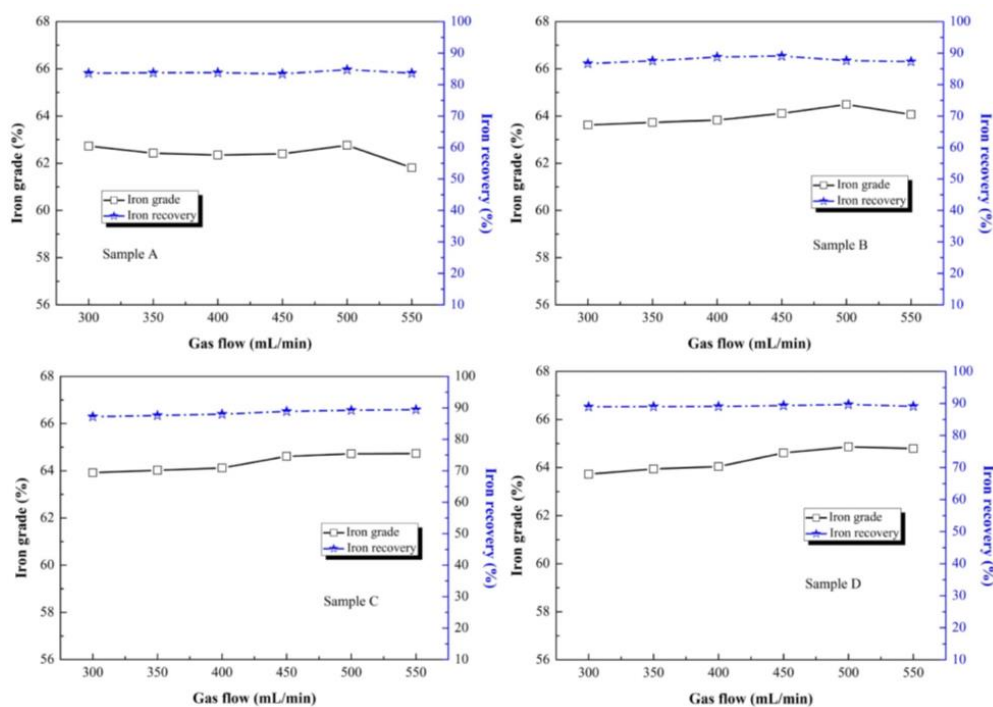 68
66
64
62
60
58
56
Iron grade (%)
100
90
80
70
60
50
40
30
20
10
Iron recovery (%)
Iron grade
Iron recovery
Sample A
300 350 400 450 500 550
Gas flow (mL/min)
68
66
64
62
60
58
56
Iron grade (%)
100
90
80
70
60
50
40
30
20
10
Iron recovery (%)
Iron grade
Iron recovery
Sample B
300 350 400 450 500 550
Gas flow (mL/min)
68
66
64
62
60
58
56
Iron grade (%)
100
90
80
70
60
50
40
30
20
10
Iron recovery (%)
Iron grade
Iron recovery
Sample C
300 350 400 450 500 550
Gas flow (mL/min)
68
66
64
62
60
58
56
Iron grade (%)
100
90
80
70
60
50
40
30
20
10
Iron recovery (%)
Iron grade
Iron recovery
Sample D
300 350 400 450 500 550
Gas flow (mL/min)